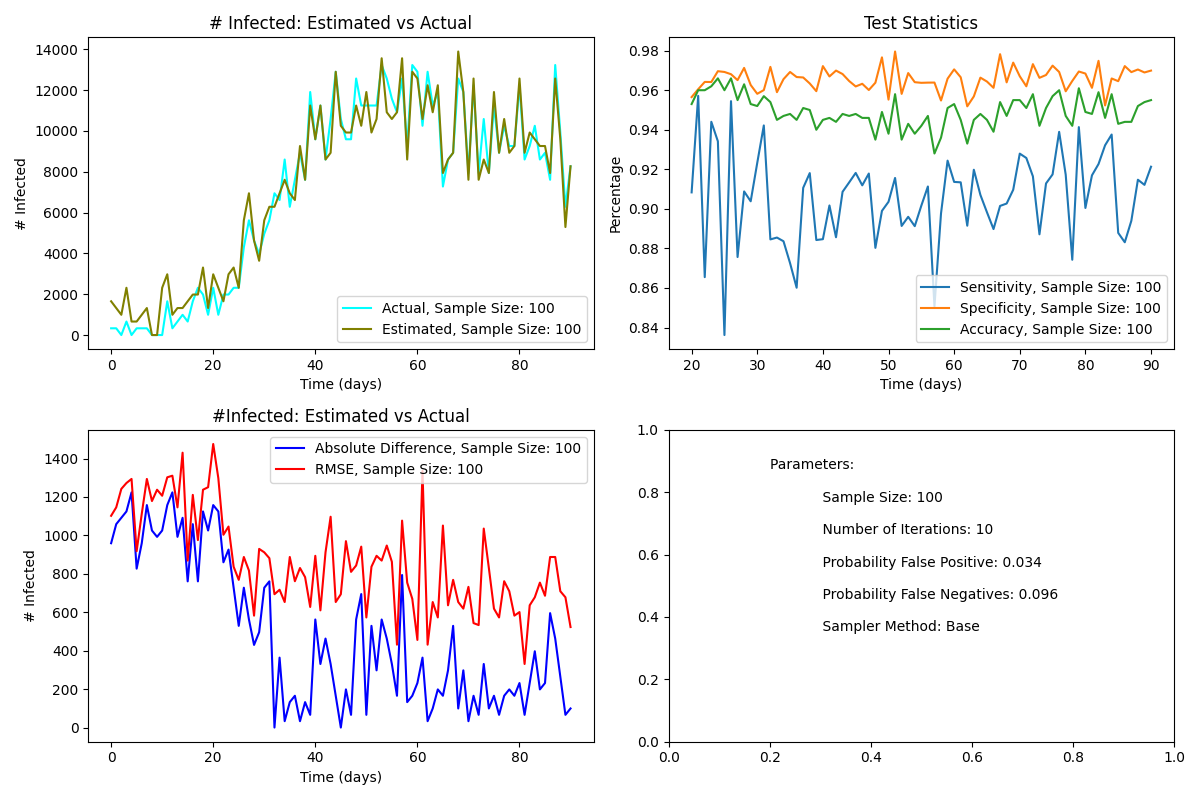 # Infected: Estimated vs Actual
# Infected
14000
12000
10000
8000
6000
4000
2000
0
Actual, Sample Size: 100
Estimated, Sample Size: 100
0 20 40 60 80
Time (days)
Test Statistics
Percentage
0.98
0.96
0.94
0.92
0.90
0.88
0.86
0.84
Sensitivity, Sample Size: 100
Specificity, Sample Size: 100
Accuracy, Sample Size: 100
20 30 40 50 60 70 80 90
Time (days)
#Infected: Estimated vs Actual
# Infected
1400
1200
1000
800
600
400
200
0
Absolute Difference, Sample Size: 100
RMSE, Sample Size: 100
0 20 40 60 80
Time (days)
1.0
0.8
0.6
0.4
0.2
0.0
Parameters:
Sample Size: 100
Number of Iterations: 10
Probability False Positive: 0.034
Probability False Negatives: 0.096
Sampler Method: Base
0.0 0.2 0.4 0.6 0.8 1.0